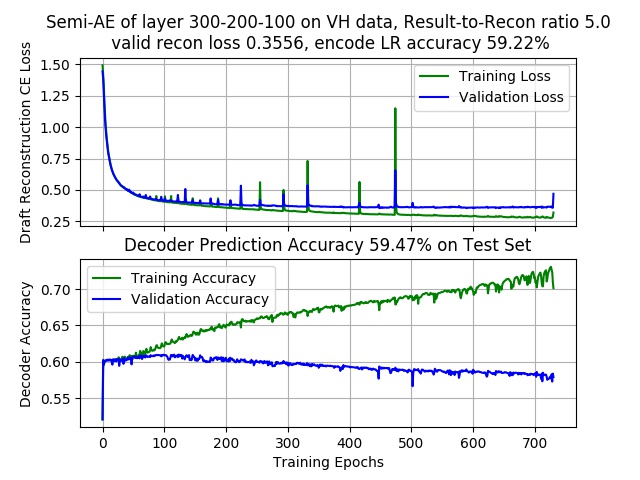 Semi-AE of layer 300-200-100 on VH data, Result-to-Recon ratio 5.0
valid recon loss 0.3556, encode LR accuracy 59.22%
Draft Reconstruction CE Loss
1.50
1.25
1.00
0.75
0.50
0.25
Training Loss
Validation Loss
Decoder Prediction Accuracy 59.47% on Test Set
Decoder Accuracy
0.70
0.65
0.60
0.55
Training Accuracy
Validation Accuracy
0 100 200 300 400 500 600 700
Training Epochs